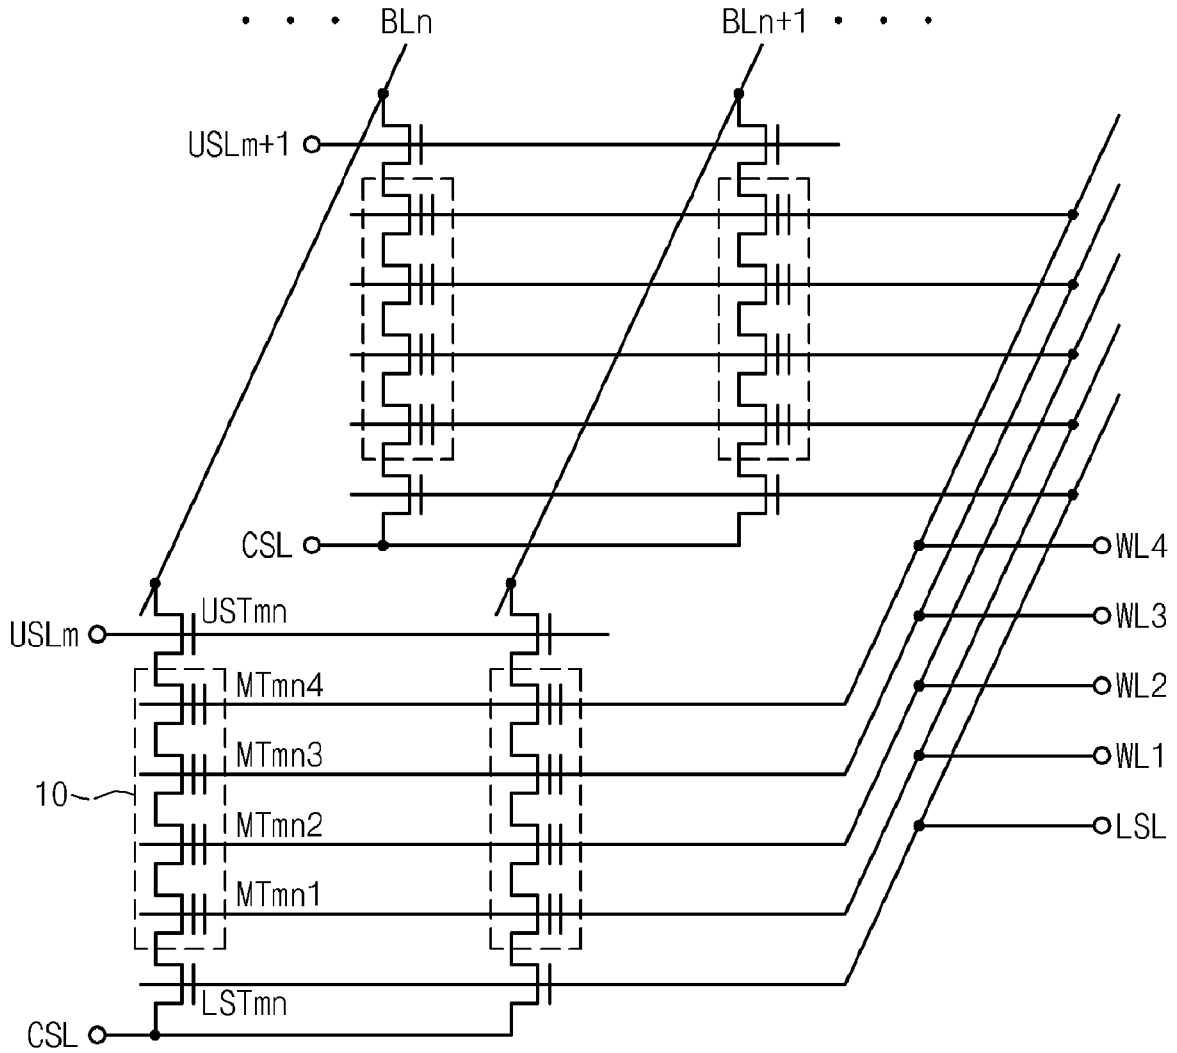 · · · BLn BLn+1 · · ·
USLm+1
CSL
WL4
USTmn
WL3
USLm
MTmn4
WL2
MTmn3
WL1
10
MTmn2
LSL
MTmn1
LSTmn
CSL